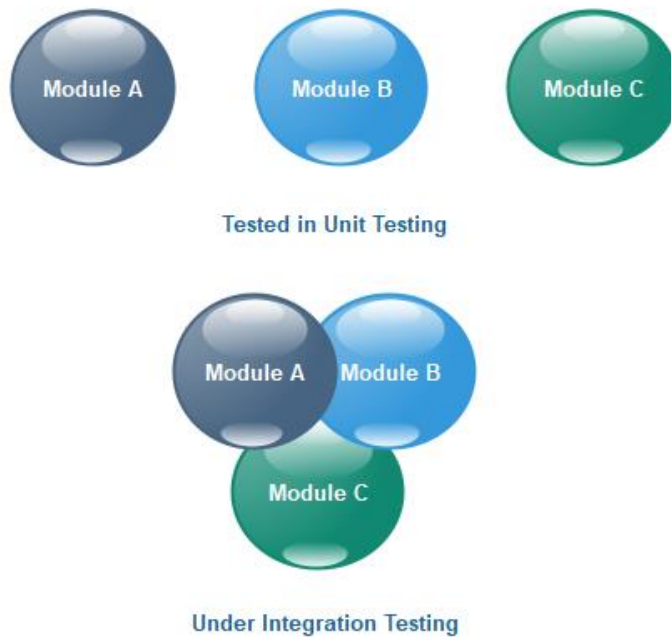 Module A Module B Module C
Tested in Unit Testing
Module A Module B
Module C
Under Integration Testing